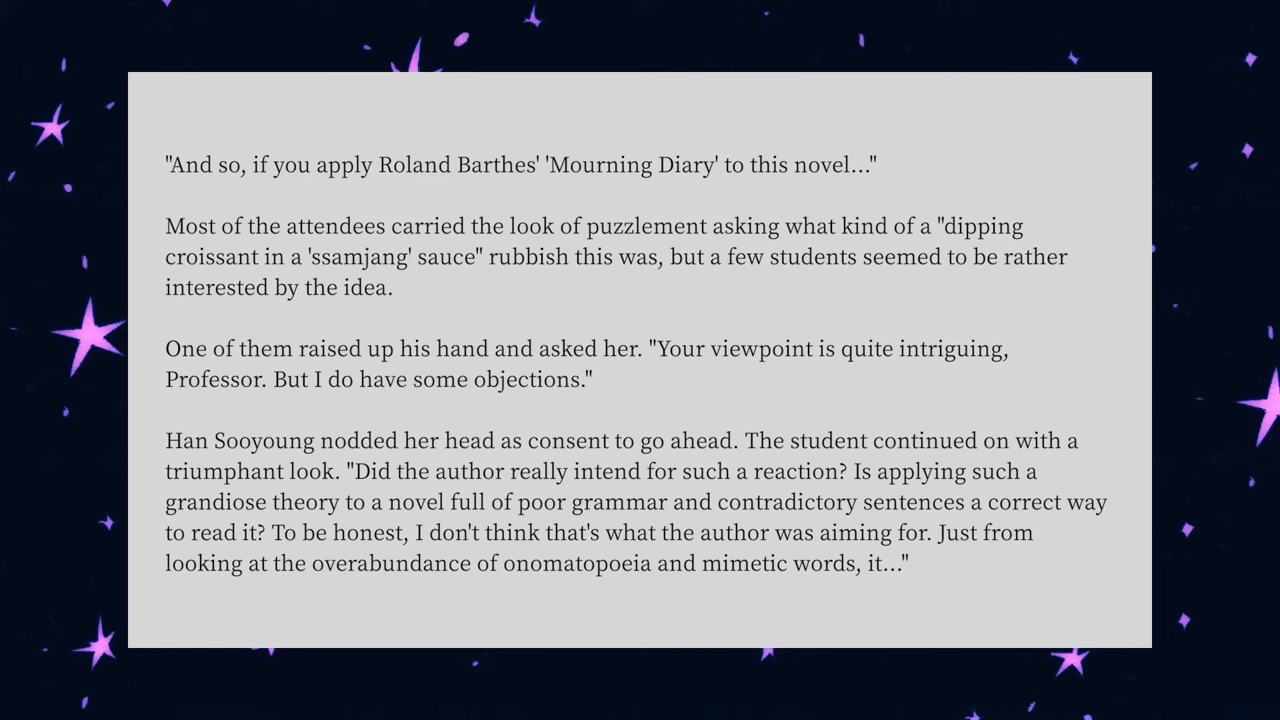 "And so, if you apply Roland Barthes' 'Mourning Diary' to this novel..."
Most of the attendees carried the look of puzzlement asking what kind of a "dipping
croissant in a 'ssamjang' sauce" rubbish this was, but a few students seemed to be rather
interested by the idea.
One of them raised up his hand and asked her. "Your viewpoint is quite intriguing,
Professor. But I do have some objections."
Han Sooyoung nodded her head as consent to go ahead. The student continued on with a
triumphant look. "Did the author really intend for such a reaction? Is applying such a
grandiose theory to a novel full of poor grammar and contradictory sentences a correct way
to read it? To be honest, I don't think that's what the author was aiming for. Just from
looking at the overabundance of onomatopoeia and mimetic words, it..."